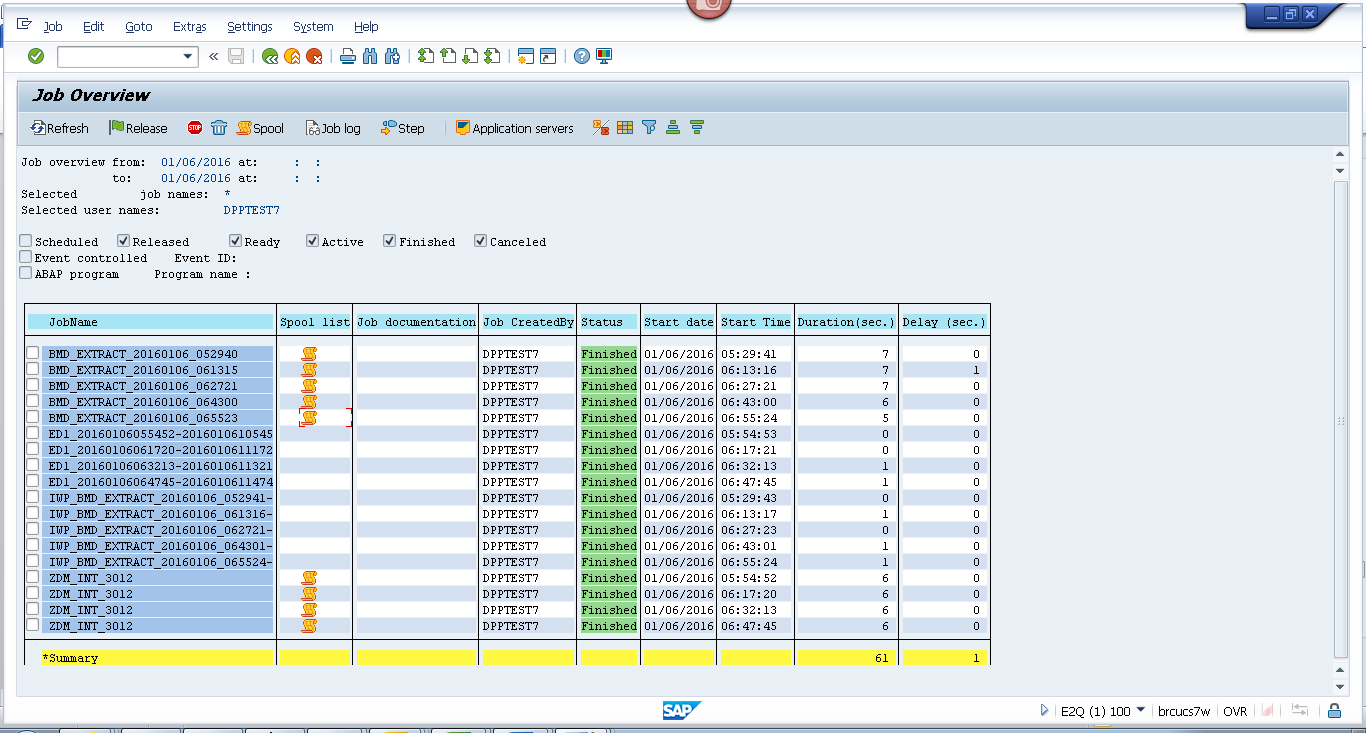 Job Edit Goto Extras Settings System Help
Job Overview
Refresh Release STOP Spool Job log Step Application servers
Job overview from: 01/06/2016 at: : :
to: 01/06/2016 at: : :
Selected job names: *
Selected user names: DPPTEST7
Scheduled Released Ready Active Finished Canceled
Event controlled Event ID:
ABAP program Program name :
JobName Spool list Job documentation Job CreatedBy Status Start date Start Time Duration(sec.) Delay (sec.)
BMD_EXTRACT_20160106_052940 DPPTEST7 Finished 01/06/2016 05:29:41 7 0
BMD_EXTRACT_20160106_061315 DPPTEST7 Finished 01/06/2016 06:13:16 7 1
BMD_EXTRACT_20160106_062721 DPPTEST7 Finished 01/06/2016 06:27:21 7 0
BMD_EXTRACT_20160106_064300 DPPTEST7 Finished 01/06/2016 06:43:00 6 0
BMD_EXTRACT_20160106_065523 DPPTEST7 Finished 01/06/2016 06:55:24 5 0
ED1_20160106055452-2016010610545 DPPTEST7 Finished 01/06/2016 05:54:53 0 0
ED1_20160106061720-2016010611172 DPPTEST7 Finished 01/06/2016 06:17:21 0 0
ED1_20160106063213-2016010611321 DPPTEST7 Finished 01/06/2016 06:32:13 1 0
ED1_20160106064745-2016010611474 DPPTEST7 Finished 01/06/2016 06:47:45 1 0
IWP_BMD_EXTRACT_20160106_052941- DPPTEST7 Finished 01/06/2016 05:29:43 0 0
IWP_BMD_EXTRACT_20160106_061316- DPPTEST7 Finished 01/06/2016 06:13:17 1 0
IWP_BMD_EXTRACT_20160106_062721- DPPTEST7 Finished 01/06/2016 06:27:23 0 0
IWP_BMD_EXTRACT_20160106_064301- DPPTEST7 Finished 01/06/2016 06:43:01 1 0
IWP_BMD_EXTRACT_20160106_065524- DPPTEST7 Finished 01/06/2016 06:55:24 1 0
ZDM_INT_3012 DPPTEST7 Finished 01/06/2016 05:54:52 6 0
ZDM_INT_3012 DPPTEST7 Finished 01/06/2016 06:17:20 6 0
ZDM_INT_3012 DPPTEST7 Finished 01/06/2016 06:32:13 6 0
ZDM_INT_3012 DPPTEST7 Finished 01/06/2016 06:47:45 6 0
*Summary 61 1
SAP E2Q (1) 100 brcucs7w OVR